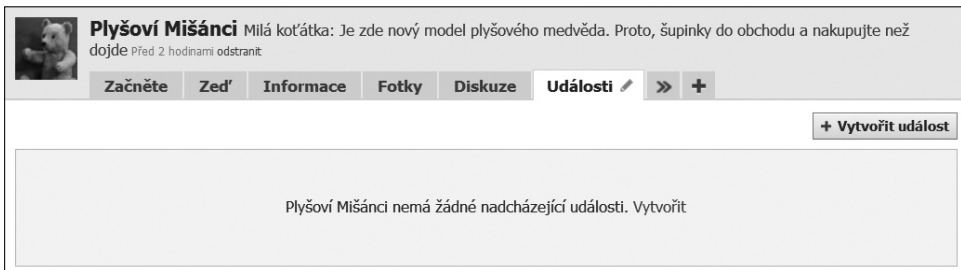 Plyšoví Mišánci Milá koťátka: Je zde nový model plyšového medvěda. Proto, šupinky do obchodu a nakupujte než
dojde Před 2 hodinami odstranit
Začněte Zeď Informace Fotky Diskuze Události » +
+ Vytvořit událost
Plyšoví Mišánci nemá žádné nadcházející události. Vytvořit